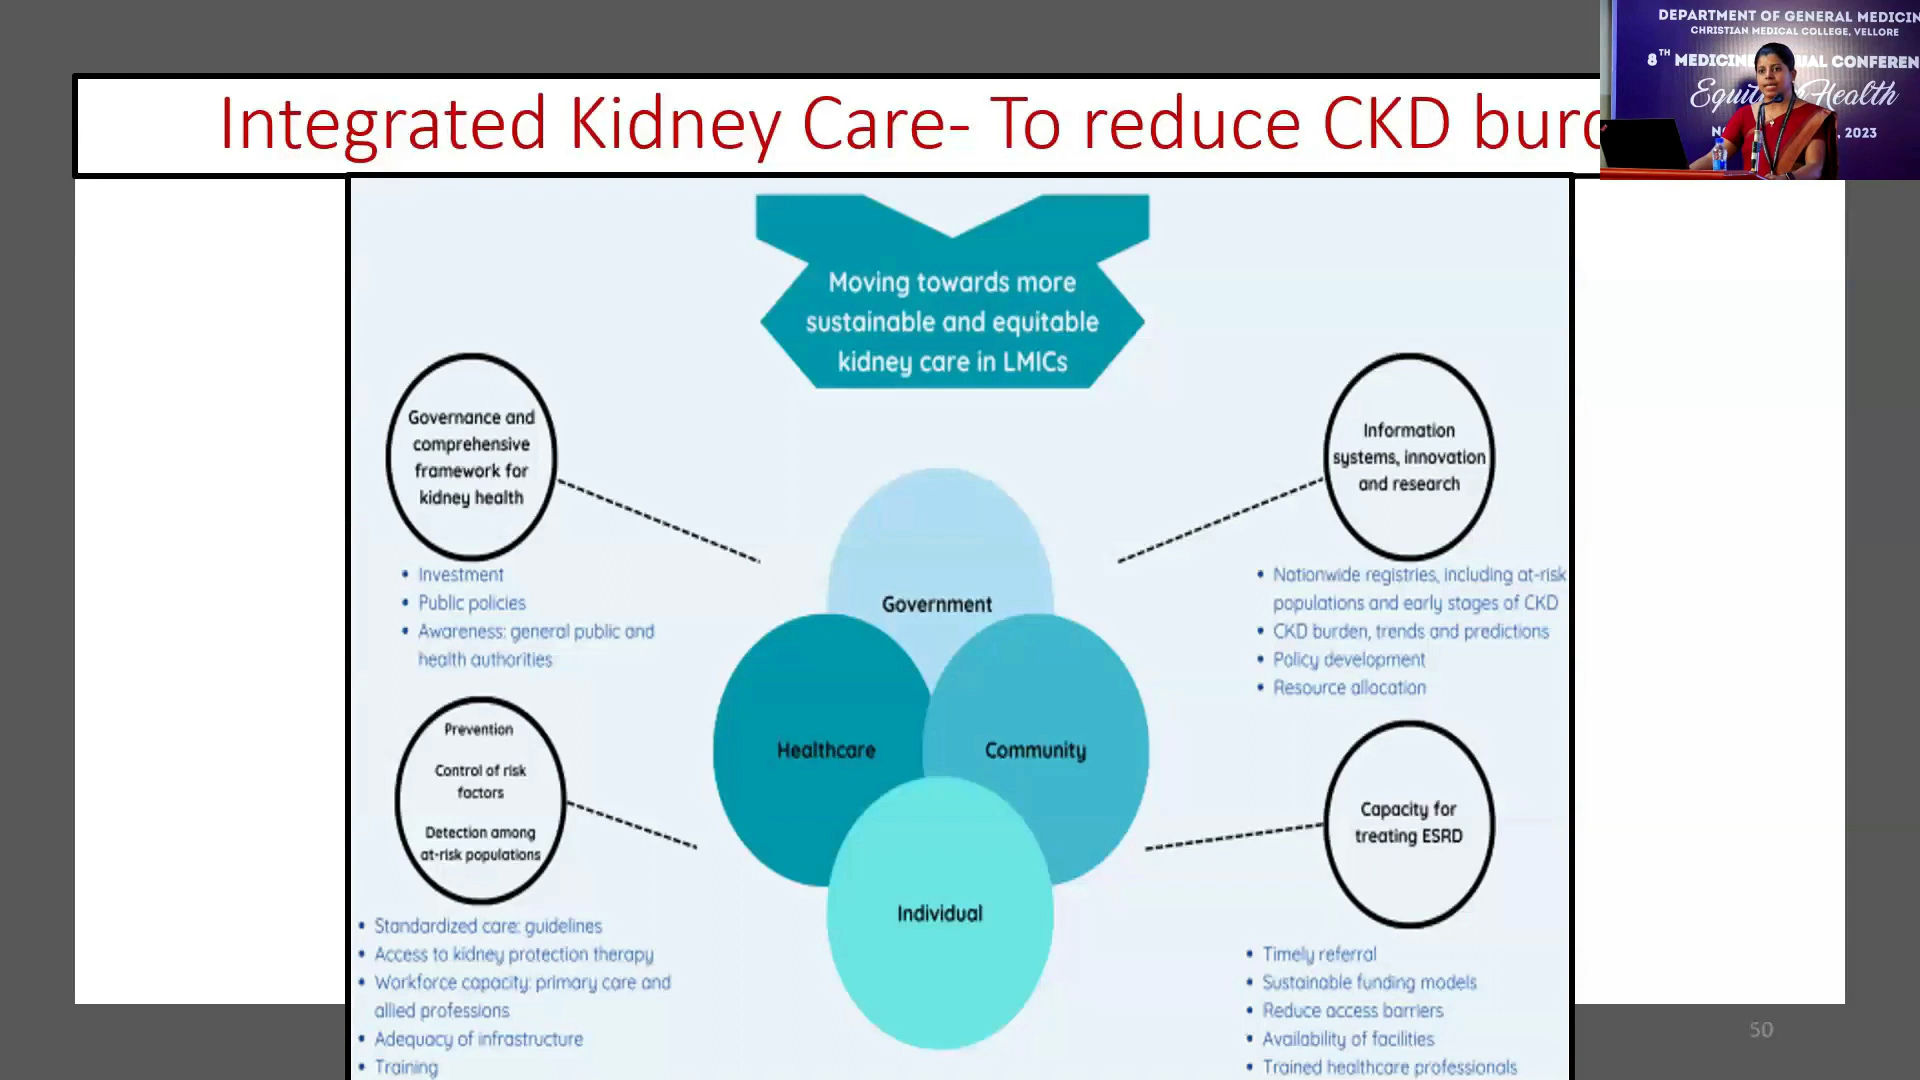 Integrated Kidney Care- To reduce CKD
DEPARTMENT OF GENERAL MEDICIN
CHRISTIAN MEDICAL COLLEGE, VELLORE
8TH MEDICINE UAL CONFEREN
Health
, 2023
Moving towards more
sustainable and equitable
kidney care in LMICs
Governance and
comprehensive
framework for
kidney health
• Investment
• Public policies
• Awareness: general public and
health authorities
Information
systems, innovation
and research
• Nationwide registries, including at-risk
populations and early stages of CKD
• CKD burden, trends and predictions
• Policy development
• Resource allocation
Government
Healthcare
Community
Individual
Prevention
Control of risk
factors
Detection among
at-risk populations
• Standardized care: guidelines
• Access to kidney protection therapy
• Workforce capacity: primary care and
allied professions
• Adequacy of infrastructure
• Training
Capacity for
treating ESRD
• Timely referral
• Sustainable funding models
• Reduce access barriers
• Availability of facilities
• Trained healthcare professionals
50